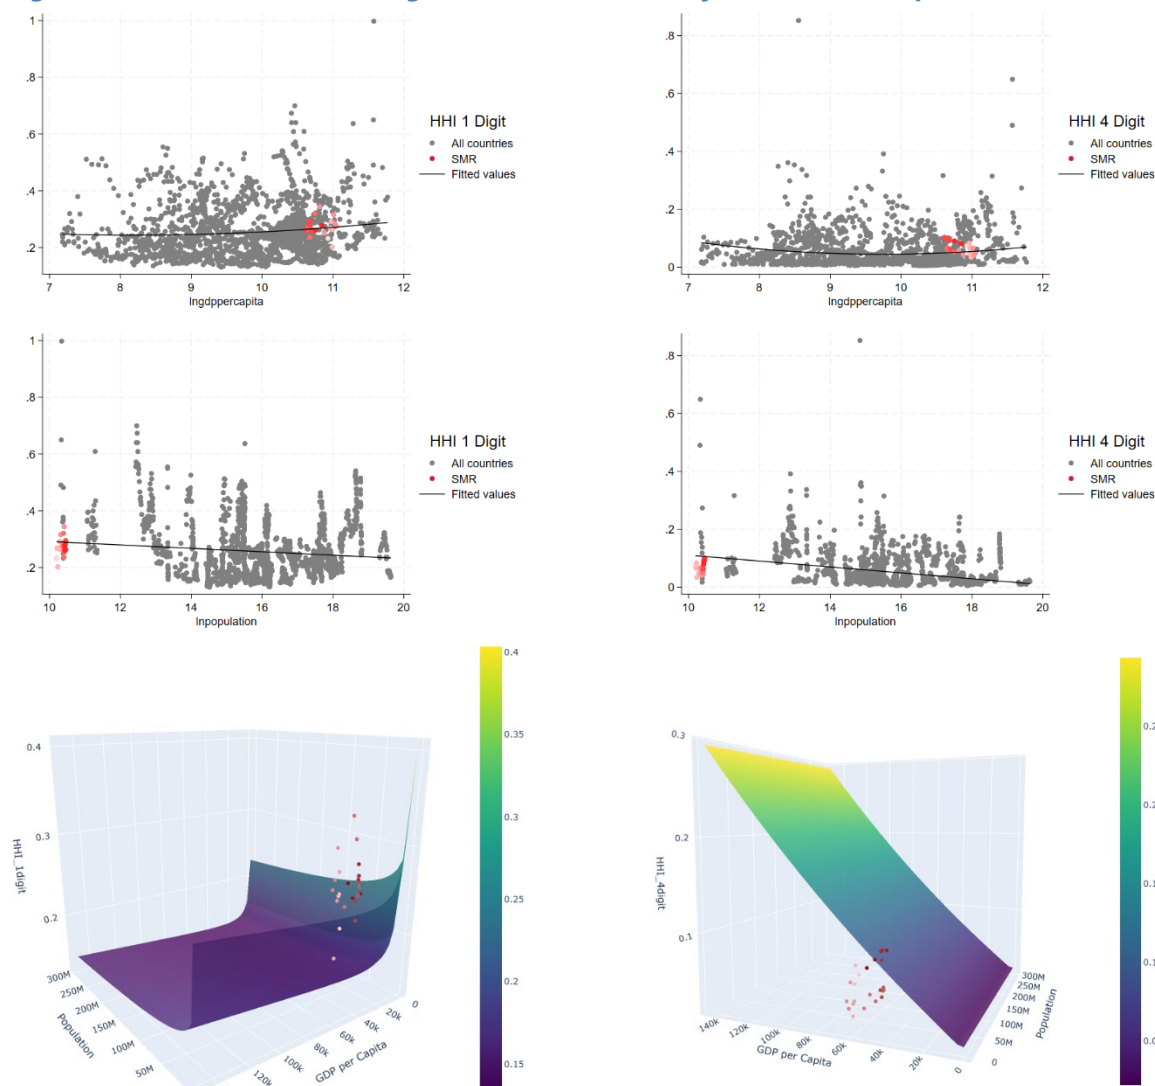 1
.8
.6
.4
.2
7 8 9 10 11 12
lngdppercapita
HHI 1 Digit
All countries
SMR
Fitted values
.8
.6
.4
.2
0
7 8 9 10 11 12
lngdppercapita
HHI 4 Digit
All countries
SMR
Fitted values
1
.8
.6
.4
.2
10 12 14 16 18 20
lnpopulation
HHI 1 Digit
All countries
SMR
Fitted values
.8
.6
.4
.2
0
10 12 14 16 18 20
lnpopulation
HHI 4 Digit
All countries
SMR
Fitted values
0.4
0.3
0.2
HHI_1digit
300M
250M
200M
150M
100M
50M
Population
120k
100k
80k
60k
40k
20k
0
GDP per Capita
0.4
0.35
0.3
0.25
0.2
0.15
0.3
0.2
0.1
HHI_4digit
140k
120k
100k
80k
60k
40k
20k
0
GDP per Capita
300M
250M
200M
150M
100M
50M
0
Population